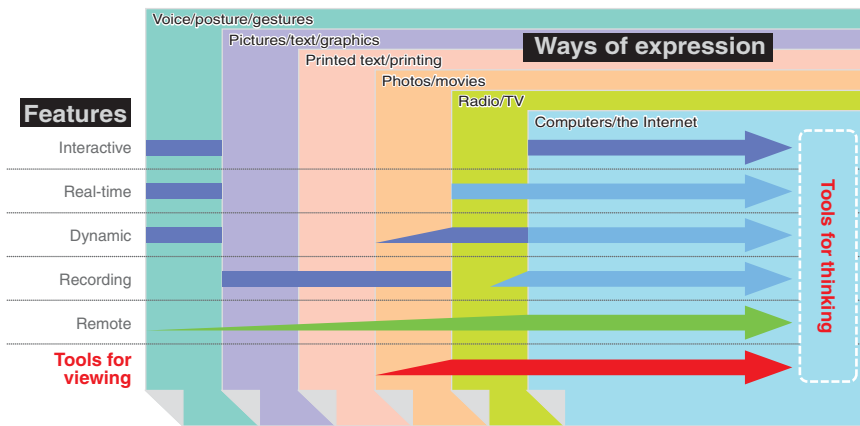 Voice/posture/gestures
Pictures/text/graphics
Ways of expression
Printed text/printing
Photos/movies
Radio/TV
Features
Computers/the Internet
Interactive
Real-time
Dynamic
Recording
Remote
Tools for
viewing
Tools for thinking